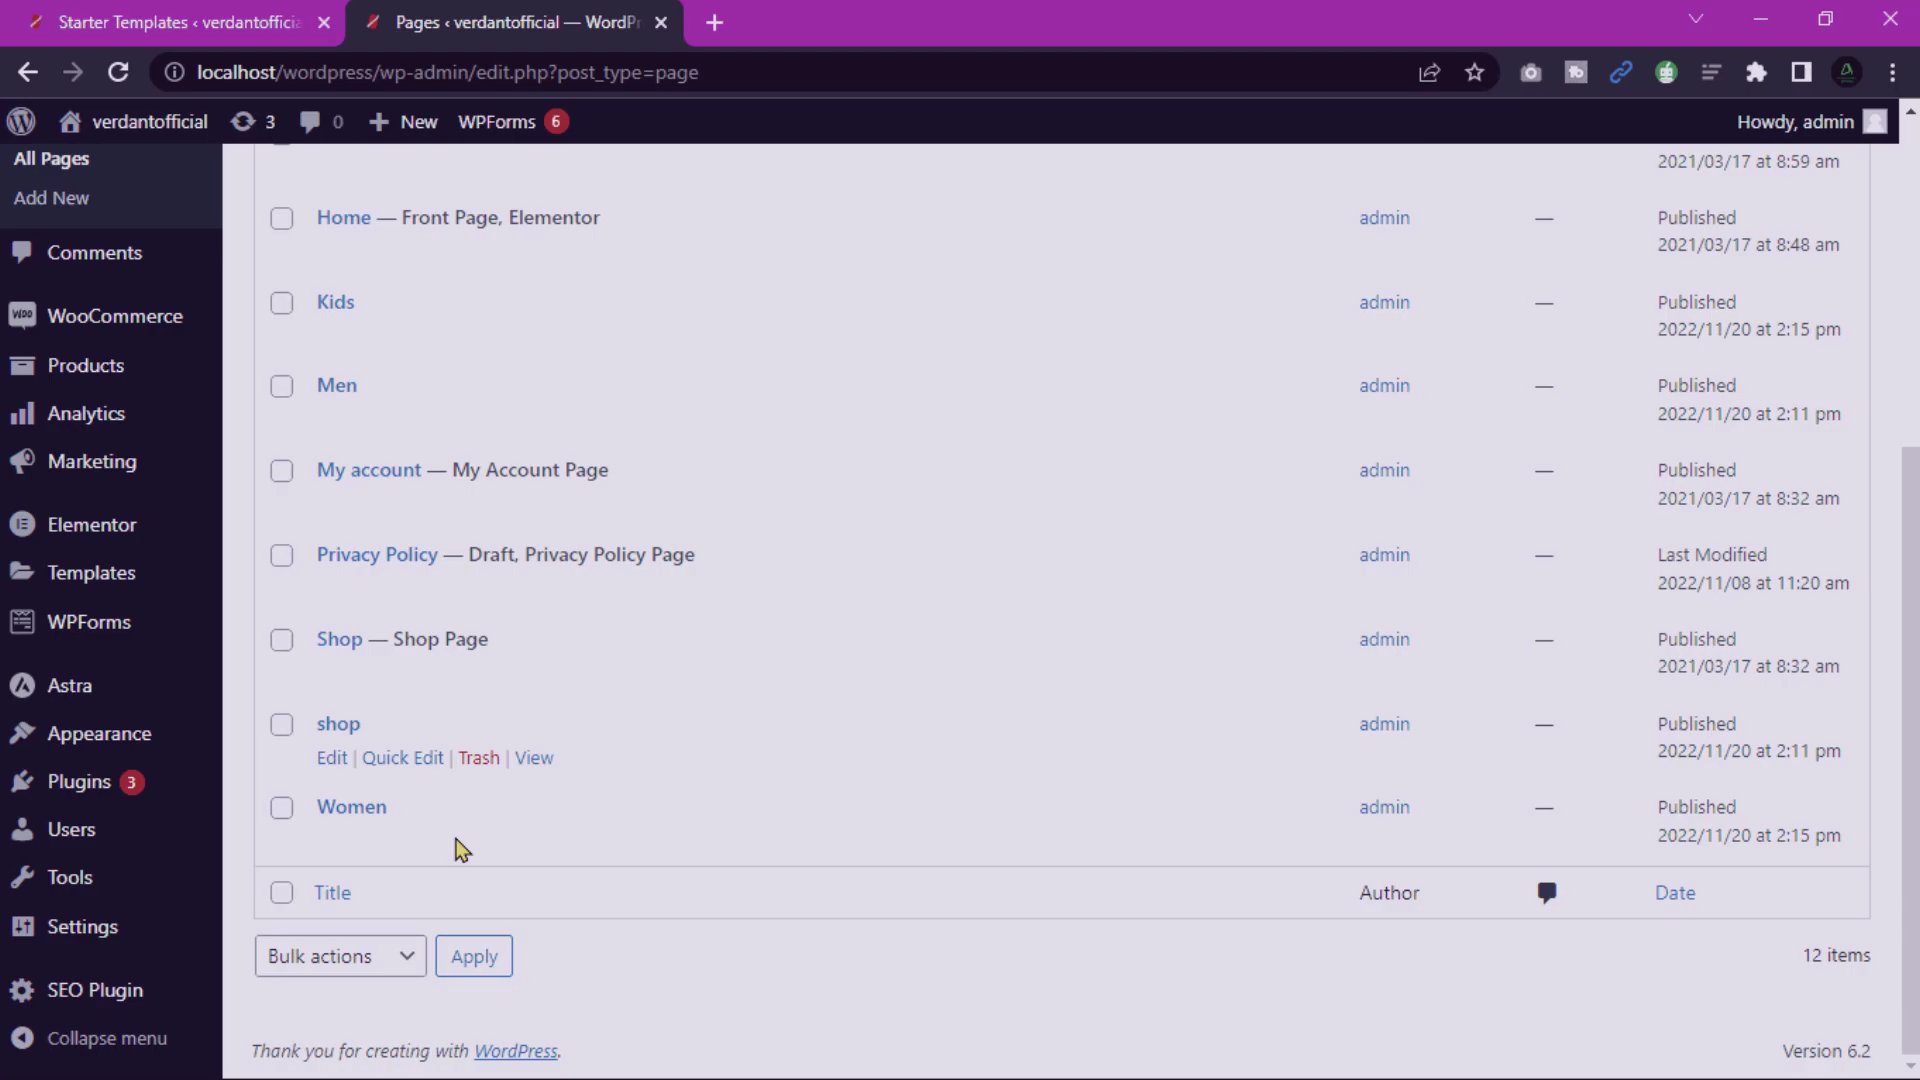 Starter Templates ‹ verdantofficia
Pages ‹ verdantofficial — WordPr
localhost/wordpress/wp-admin/edit.php?post_type=page
verdantofficial 3 0 New WPForms 6 Howdy, admin
All Pages
Add New
Comments
WooCommerce
Products
Analytics
Marketing
Elementor
Templates
WPForms
Astra
Appearance
Plugins 3
Users
Tools
Settings
SEO Plugin
Collapse menu
2021/03/17 at 8:59 am
Home — Front Page, Elementor admin — Published
2021/03/17 at 8:48 am
Kids admin — Published
2022/11/20 at 2:15 pm
Men admin — Published
2022/11/20 at 2:11 pm
My account — My Account Page admin — Published
2021/03/17 at 8:32 am
Privacy Policy — Draft, Privacy Policy Page admin — Last Modified
2022/11/08 at 11:20 am
Shop — Shop Page admin — Published
2021/03/17 at 8:32 am
shop admin — Published
Edit | Quick Edit | Trash | View 2022/11/20 at 2:11 pm
Women admin — Published
2022/11/20 at 2:15 pm
Title Author Date
Bulk actions Apply 12 items
Thank you for creating with WordPress. Version 6.2